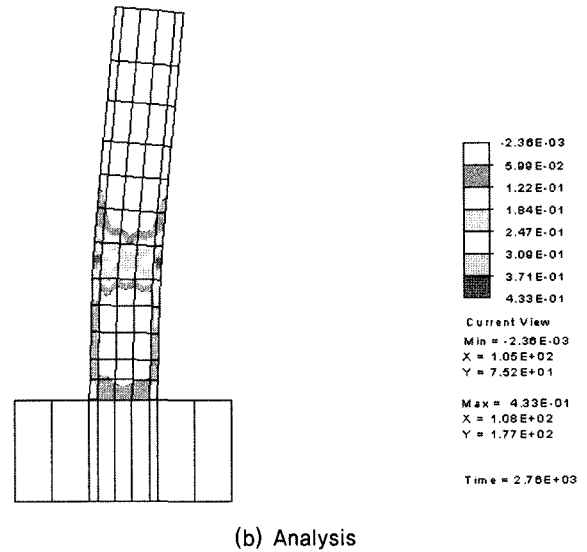 -2.36E-03
5.99E-02
1.22E-01
1.84E-01
2.47E-01
3.09E-01
3.71E-01
4.33E-01
Current View
Min = -2.36E-03
X = 1.05E+02
Y = 7.52E+01
Max = 4.33E-01
X = 1.08E+02
Y = 1.77E+02
Time = 2.76E+03
(b) Analysis